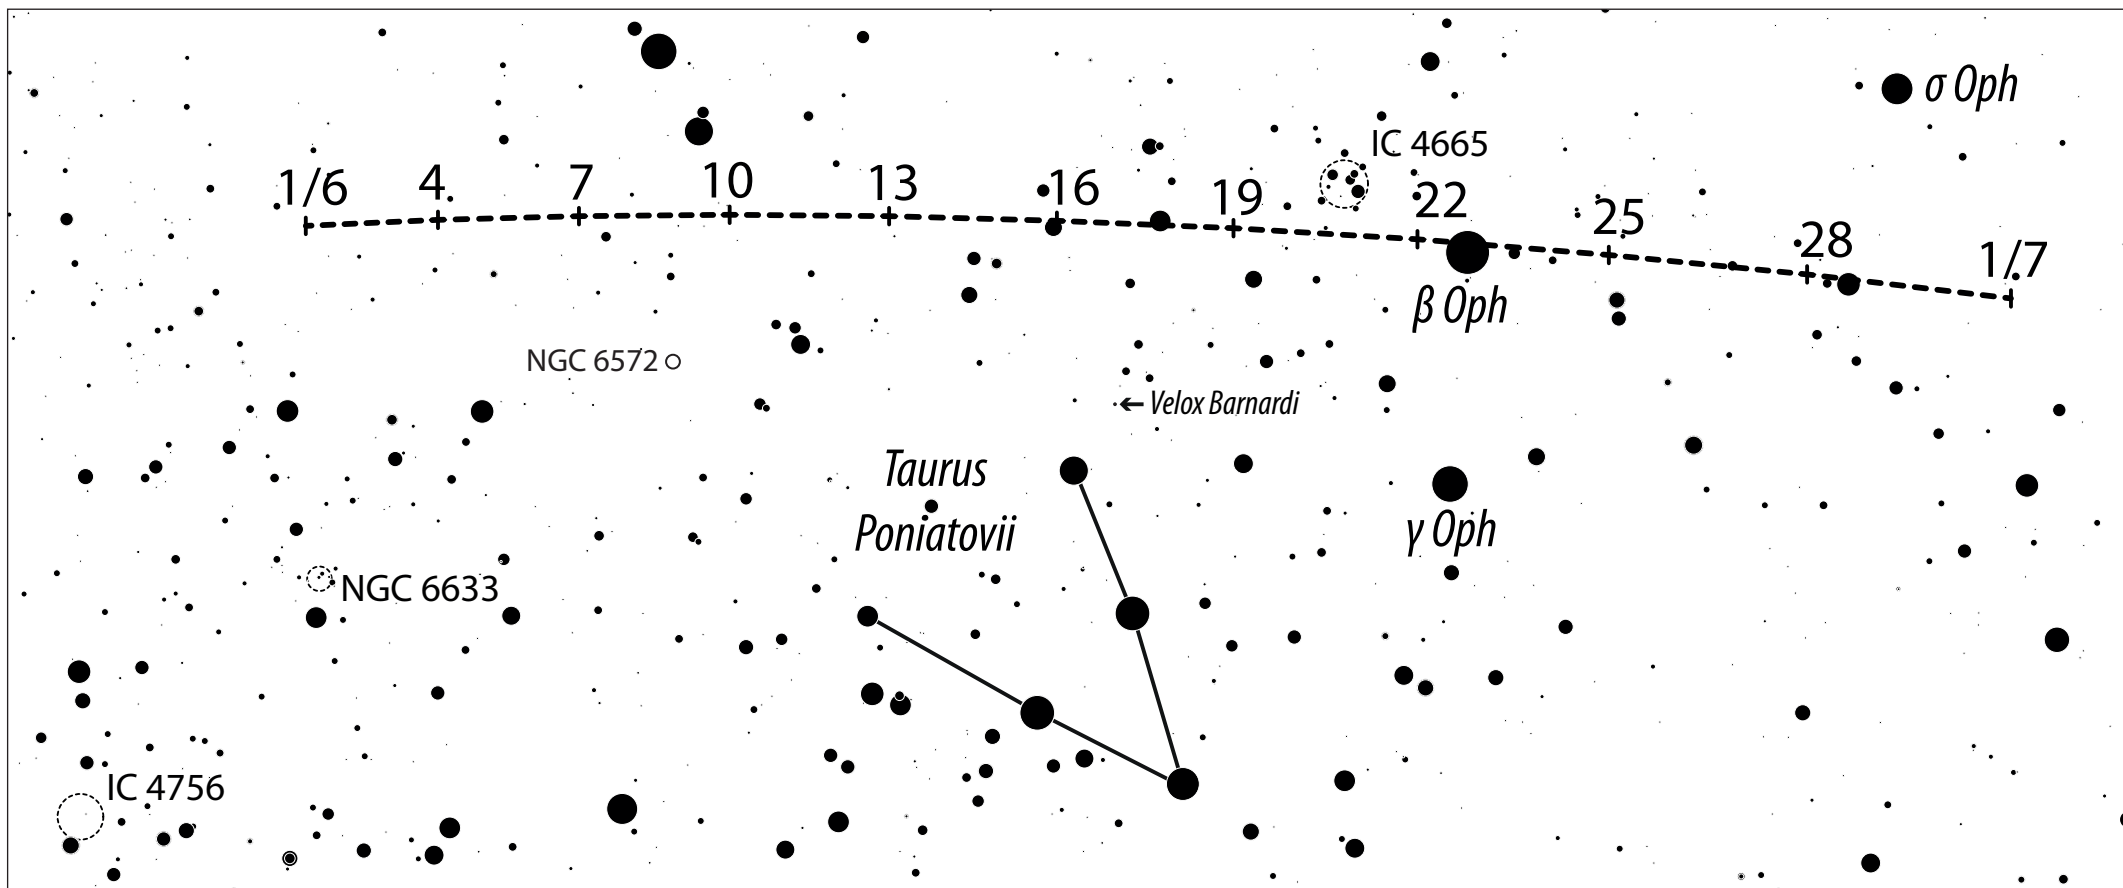 σ Oph
IC 4665
1/6
4
7
10
13
16
19
22
25
28
1/7
β Oph
NGC 6572
← Velox Barnardi
Taurus
Poniatovii
γ Oph
NGC 6633
IC 4756